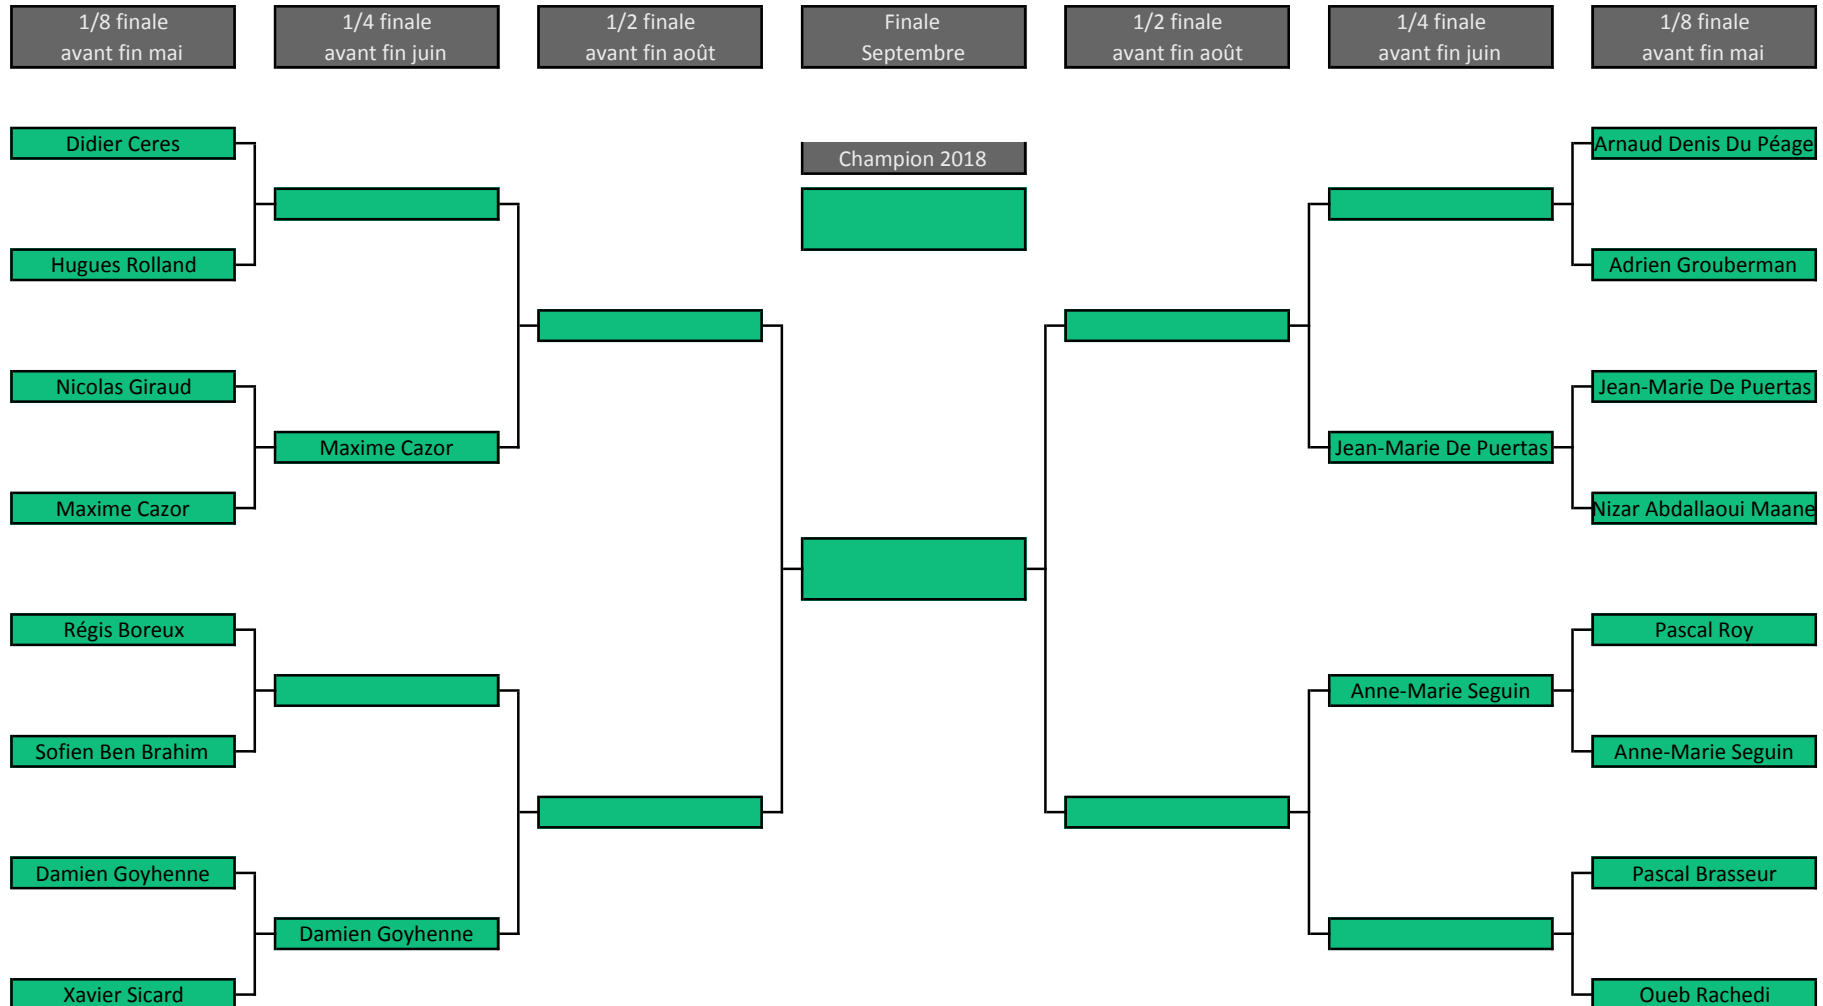 1/8 finale
avant fin mai
1/4 finale
avant fin juin
1/2 finale
avant fin août
Finale
Septembre
1/2 finale
avant fin août
1/4 finale
avant fin juin
1/8 finale
avant fin mai
Didier Ceres
Arnaud Denis Du Péage
Champion 2018
Hugues Rolland
Adrien Grouberman
Nicolas Giraud
Jean-Marie De Puertas
Maxime Cazor
Jean-Marie De Puertas
Maxime Cazor
Nizar Abdallaoui Maane
Régis Boreux
Pascal Roy
Anne-Marie Seguin
Sofien Ben Brahim
Anne-Marie Seguin
Damien Goyhenne
Pascal Brasseur
Damien Goyhenne
Xavier Sicard
Oueb Rachedi